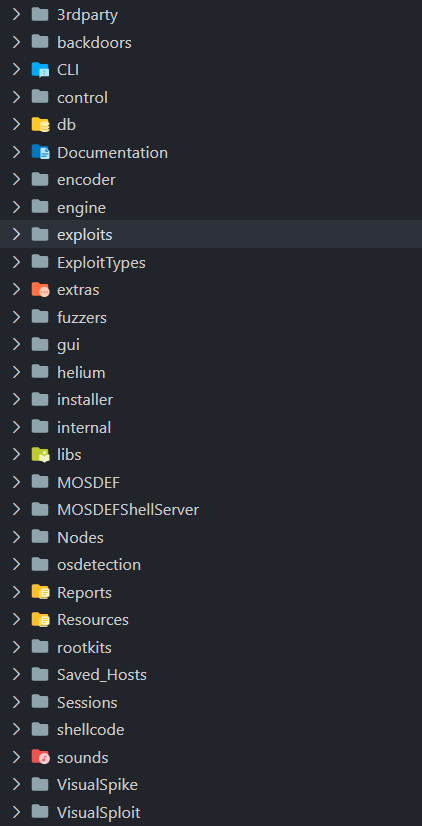 3rdparty
backdoors
CLI
control
db
Documentation
encoder
engine
exploits
ExploitTypes
extras
fuzzers
gui
helium
installer
internal
libs
MOSDEF
MOSDEFShellServer
Nodes
osdetection
Reports
Resources
rootkits
Saved_Hosts
Sessions
shellcode
sounds
VisualSpike
VisualSploit